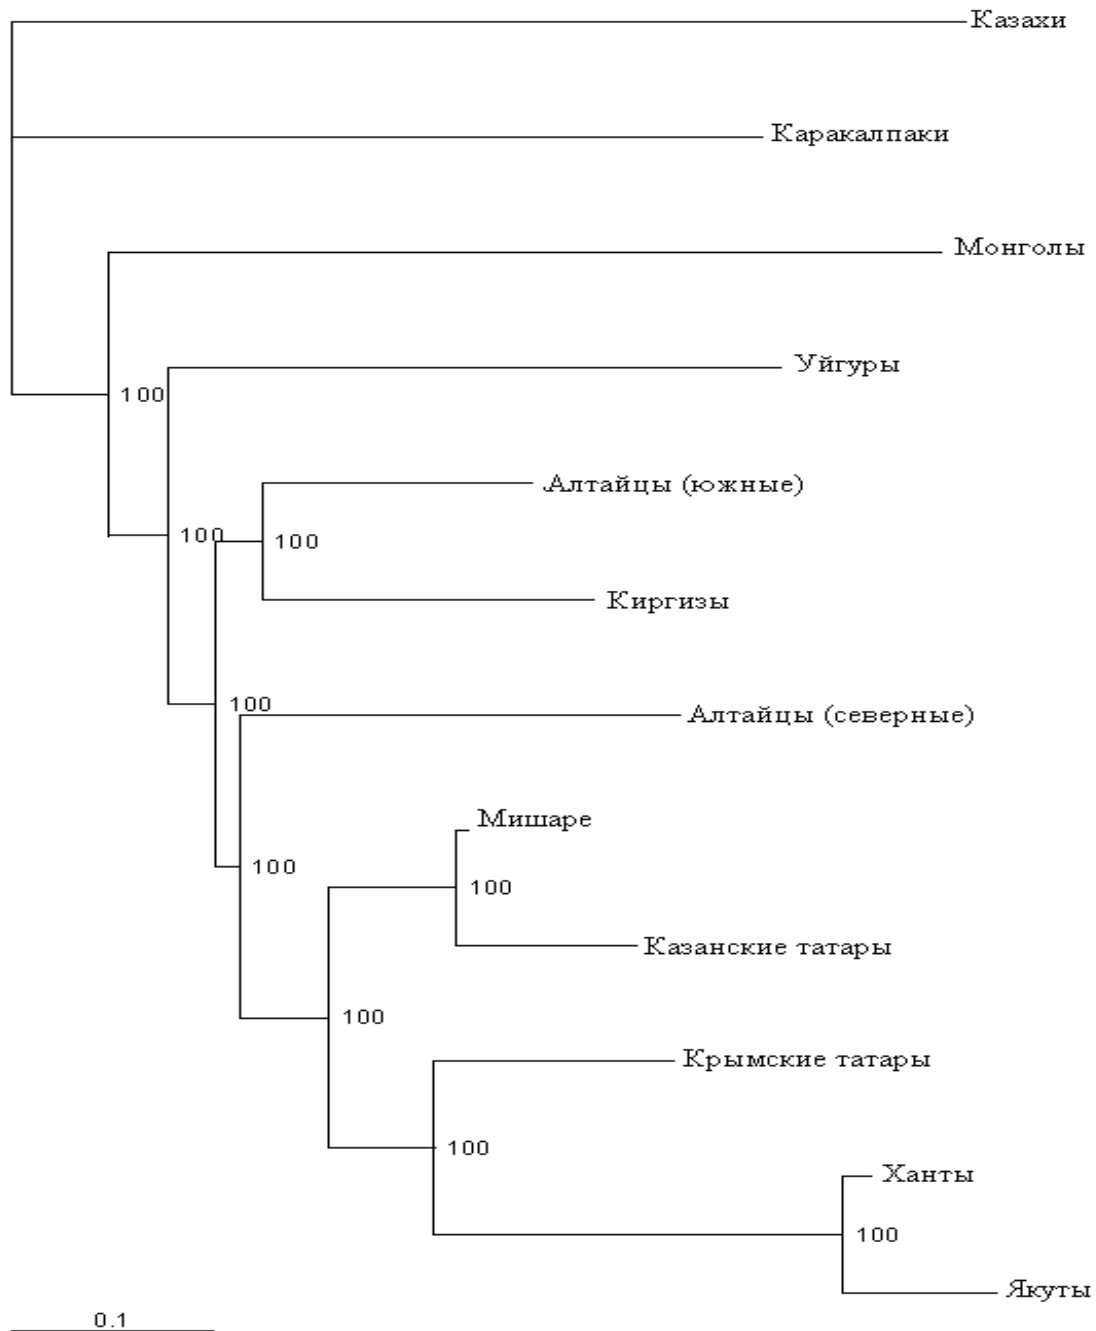 Казахи
Каракалпаки
Монголы
Уйгуры
100
Алтайцы (южные)
100
100
Киргизы
100
Алтайцы (северные)
Мишаре
100
100
Казанские татары
100
Крымские татары
100
Ханты
100
Якуты
0.1